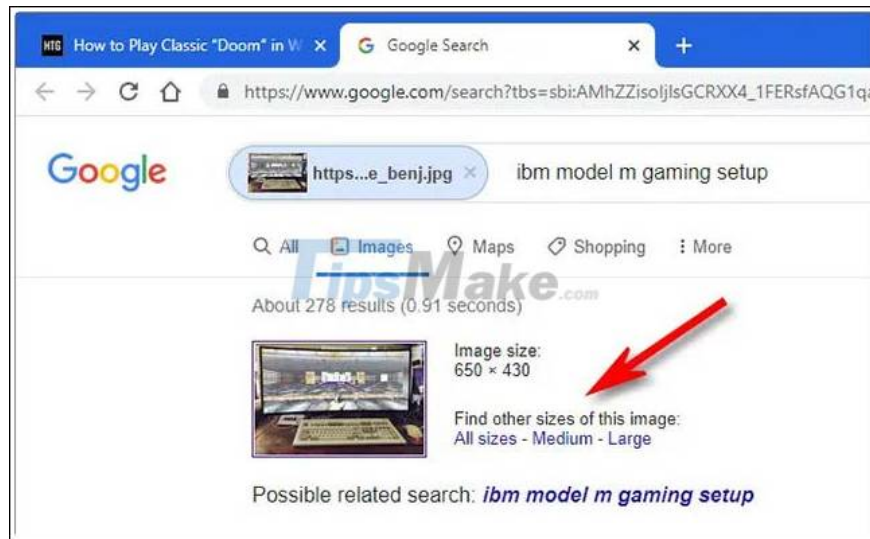 HTG How to Play Classic "Doom" in W
Google Search
https://www.google.com/search?tbs=sbi:AMhZZisoljlsGCRXX4_1FERsfAQG1qa
Google
https...e_benj.jpg
ibm model m gaming setup
All Images Maps Shopping More
TipsMake.com
About 278 results (0.91 seconds)
Image size:
650 × 430
Find other sizes of this image:
All sizes - Medium - Large
Possible related search: ibm model m gaming setup